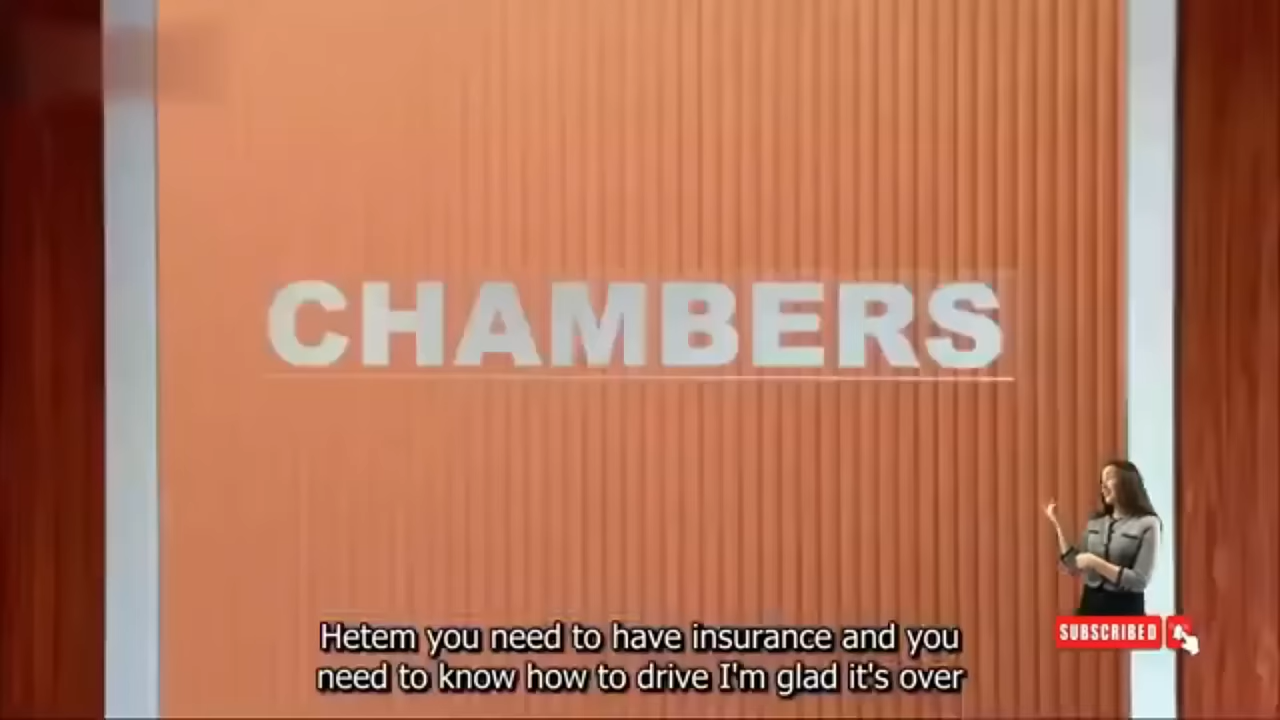 CHAMBERS
SUBSCRIBED
Hetem you need to have insurance and you
need to know how to drive I'm glad it's over